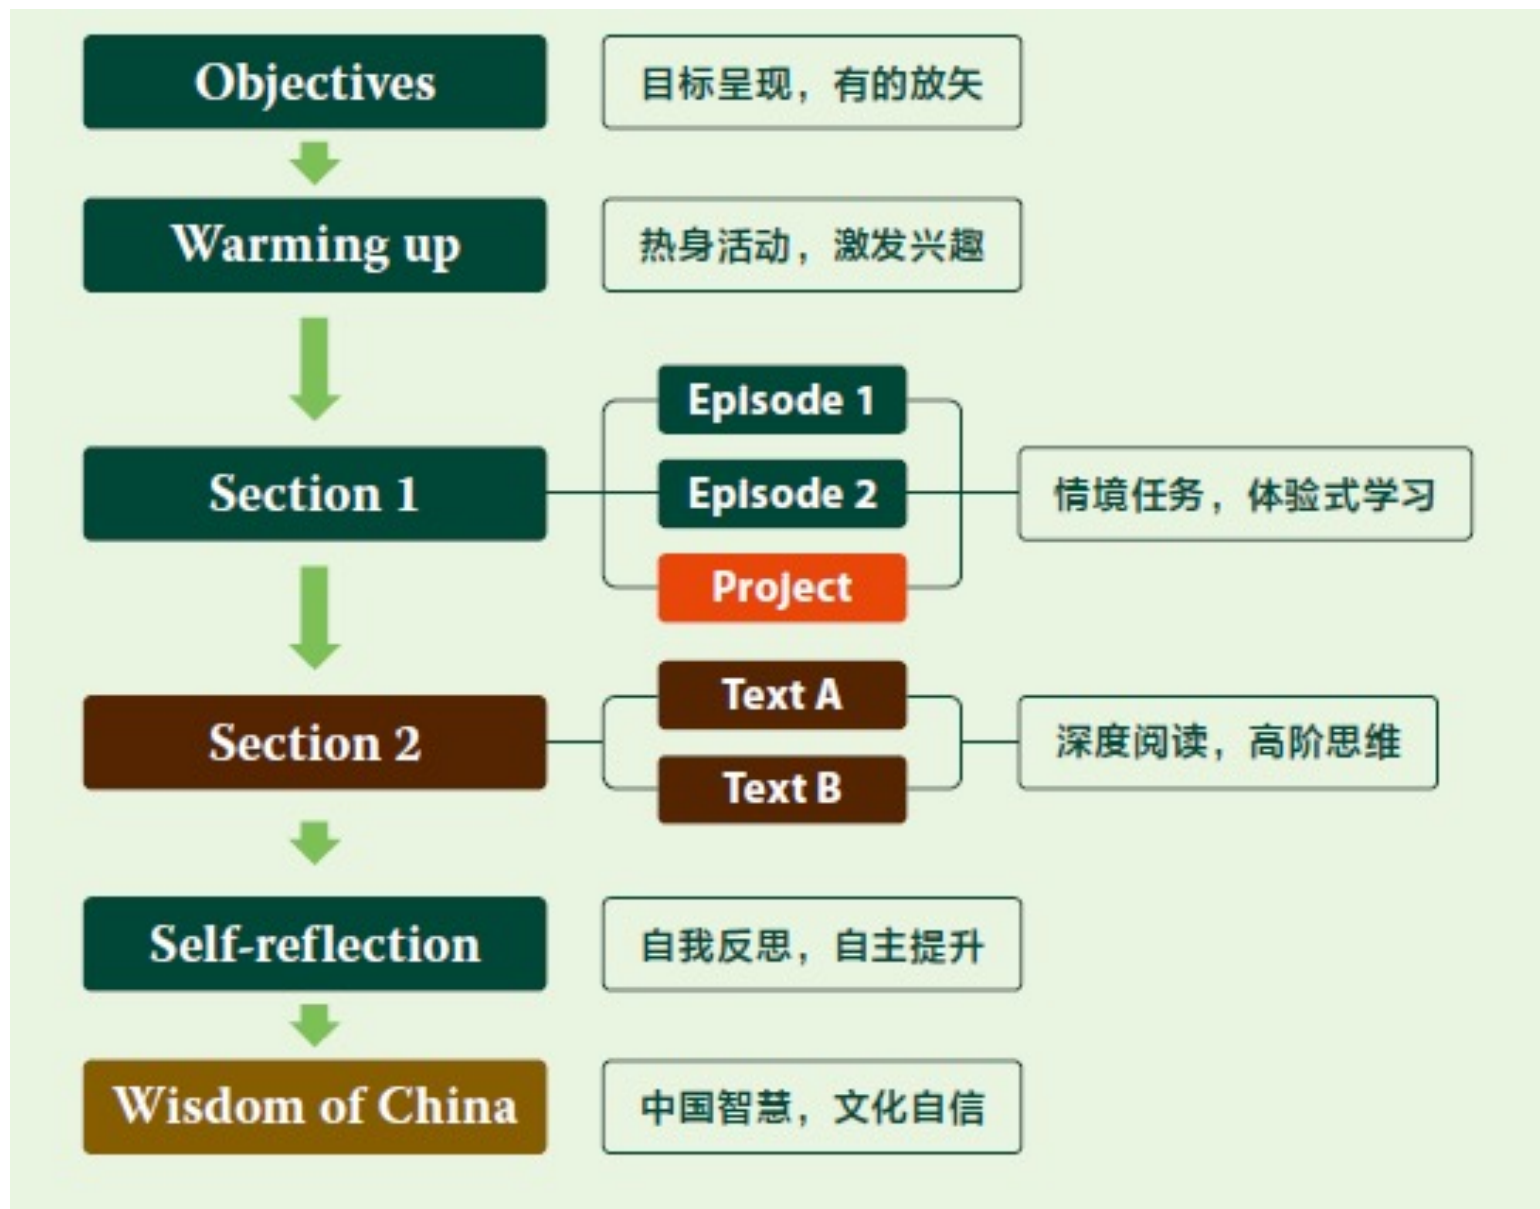 Objectives
目标呈现，有的放矢
Warming up
热身活动，激发兴趣
Section 1
Episode 1
Episode 2
Project
情境任务，体验式学习
Section 2
Text A
Text B
深度阅读，高阶思维
Self-reflection
自我反思，自主提升
Wisdom of China
中国智慧，文化自信